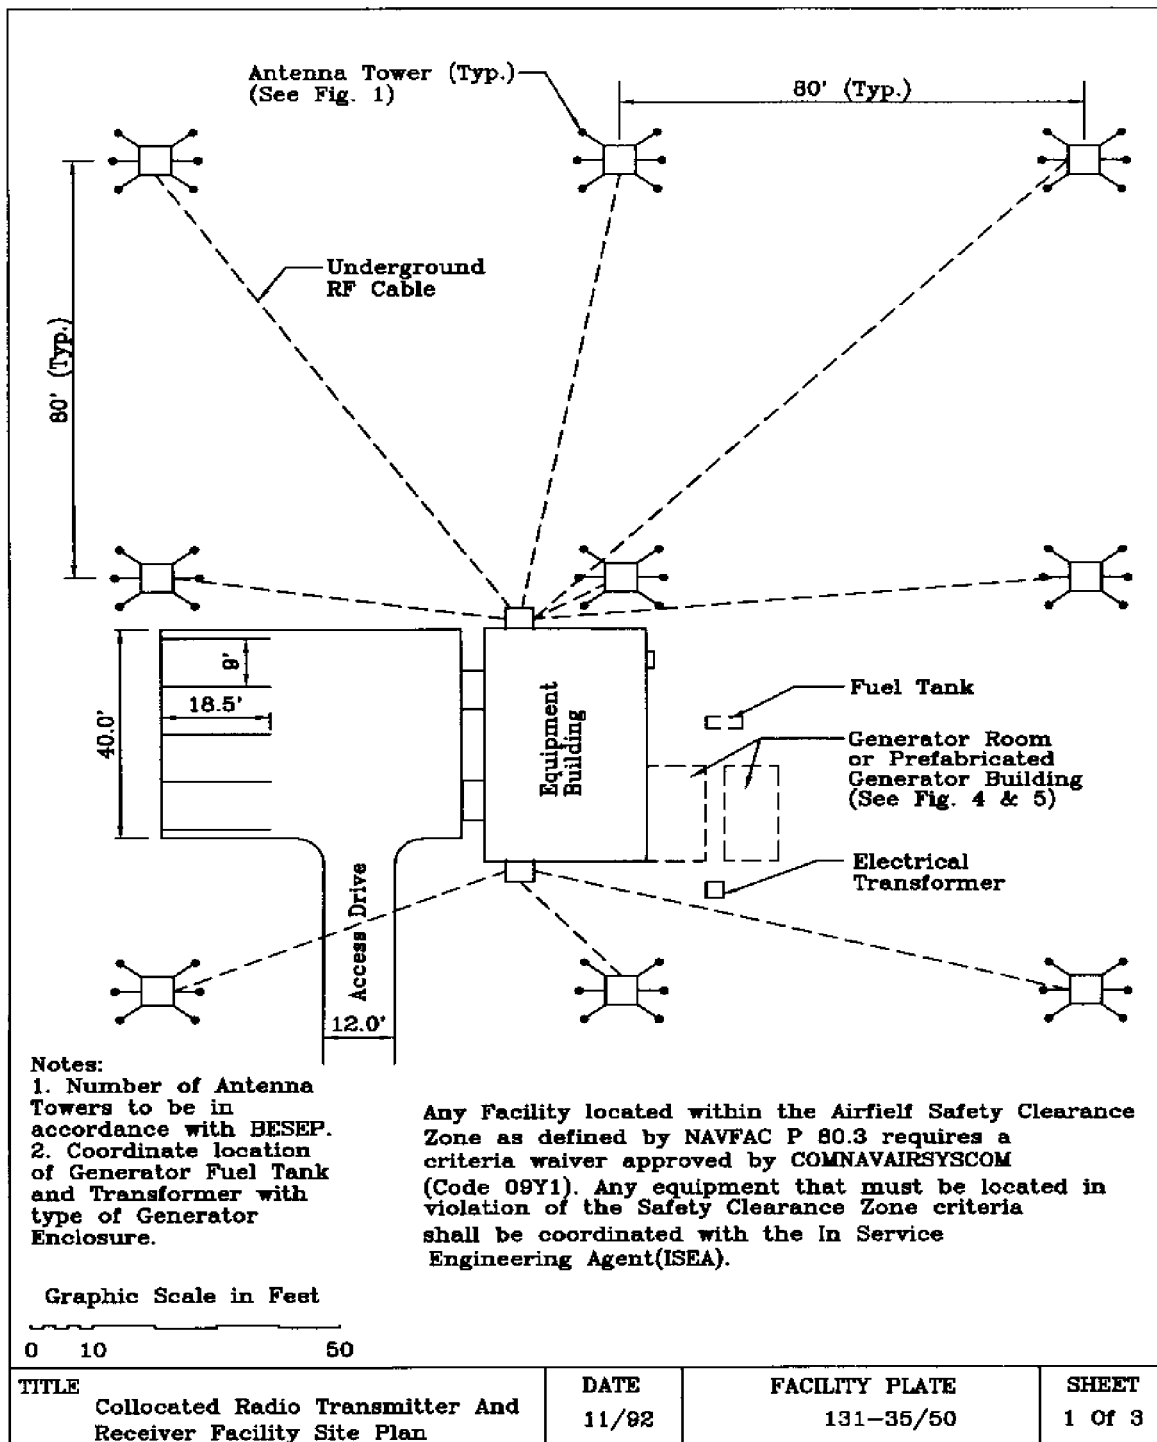 Antenna Tower (Typ.)
(See Fig. 1)
80' (Typ.)
Underground
RF Cable
80' (Typ.)
9'
18.5'
40.0'
Equipment
Building
Fuel Tank
Generator Room
or Prefabricated
Generator Building
(See Fig. 4 & 5)
Electrical
Transformer
Access Drive
12.0'
Notes:
1. Number of Antenna
Towers to be in
accordance with BESEP.
2. Coordinate location
of Generator Fuel Tank
and Transformer with
type of Generator
Enclosure.
Any Facility located within the Airfielf Safety Clearance
Zone as defined by NAVFAC P 80.3 requires a
criteria waiver approved by COMNAVAIRSYSCOM
(Code 09Y1). Any equipment that must be located in
violation of the Safety Clearance Zone criteria
shall be coordinated with the In Service
Engineering Agent(ISEA).
Graphic Scale in Feet
0 10 50
TITLE
Collocated Radio Transmitter And
Receiver Facility Site Plan
DATE
11/92
FACILITY PLATE
131-35/50
SHEET
1 Of 3